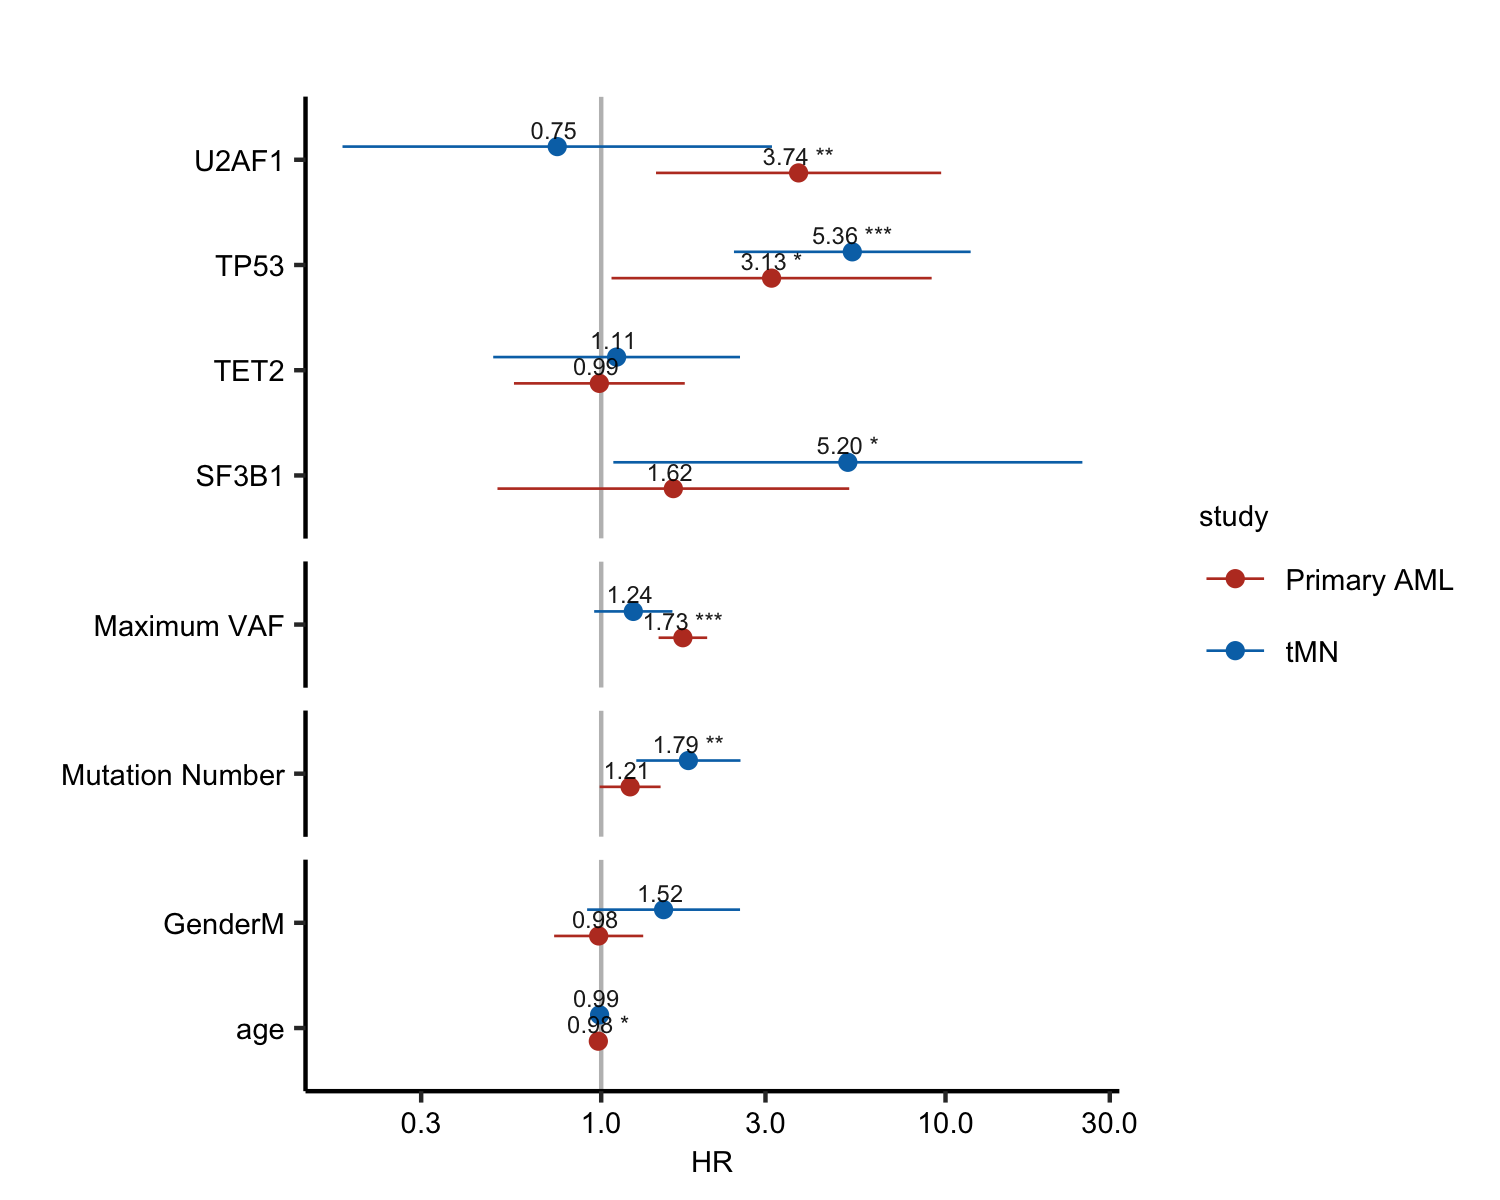 U2AF1
0.75
3.74 **
TP53
5.36 ***
3.13 *
TET2
1.11
0.99
SF3B1
5.20 *
1.62
Maximum VAF
1.24
1.73 ***
Mutation Number
1.79 **
1.21
GenderM
1.52
0.98
age
0.99
0.98 *
0.3 1.0 3.0 10.0 30.0
HR
study
Primary AML
tMN